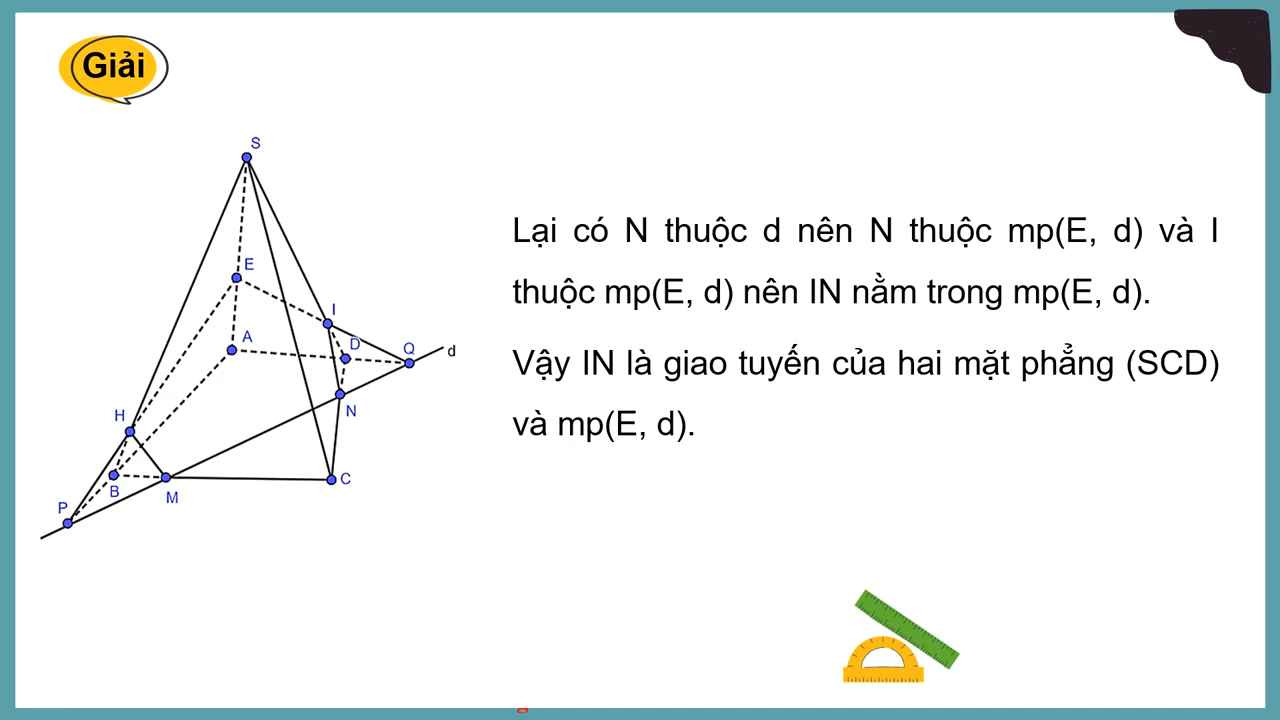 Giải
S
E
I
A
D
Q
d
H
N
B
M
C
P
Lại có N thuộc d nên N thuộc mp(E, d) và I
thuộc mp(E, d) nên IN nằm trong mp(E, d).
Vậy IN là giao tuyến của hai mặt phẳng (SCD)
và mp(E, d).